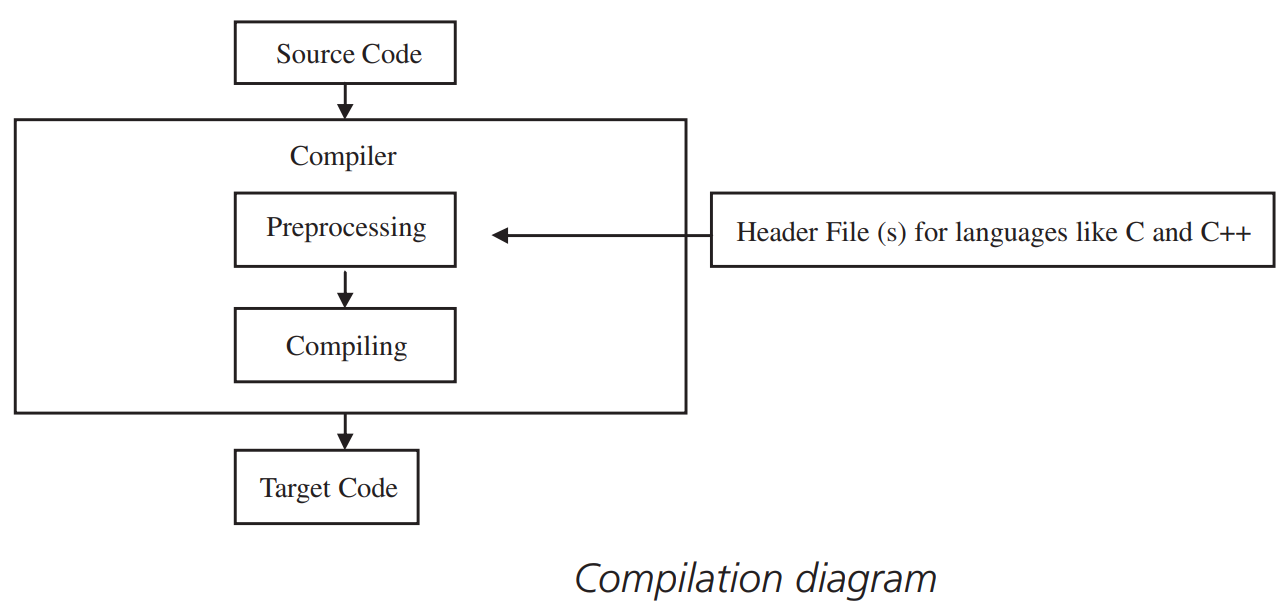 Source Code
Compiler
Preprocessing
Header File (s) for languages like C and C++
Compiling
Target Code
Compilation diagram